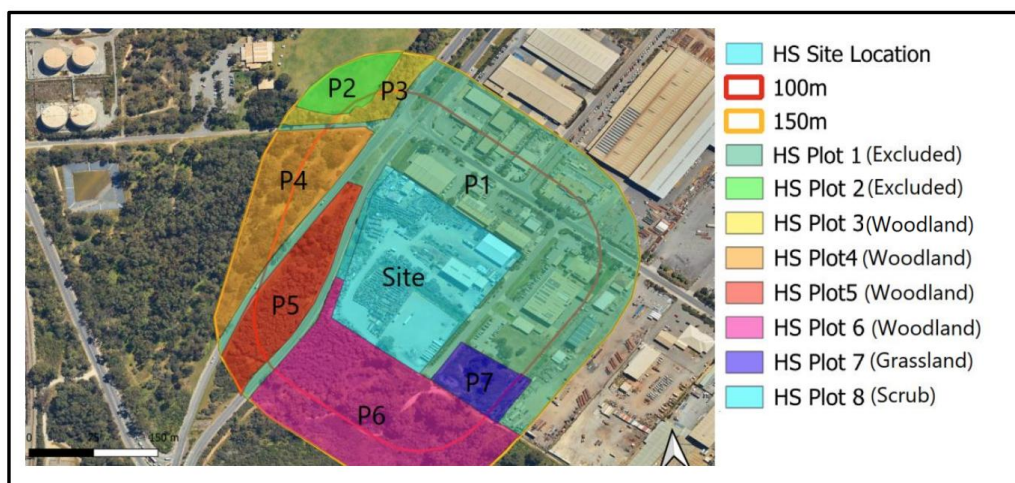 P2
P3
P4
P1
Site
P5
P7
P6
0
25
150 m
HS Site Location
100m
150m
HS Plot 1 (Excluded)
HS Plot 2 (Excluded)
HS Plot 3 (Woodland)
HS Plot4 (Woodland)
HS Plot5 (Woodland)
HS Plot 6 (Woodland)
HS Plot 7 (Grassland)
HS Plot 8 (Scrub)